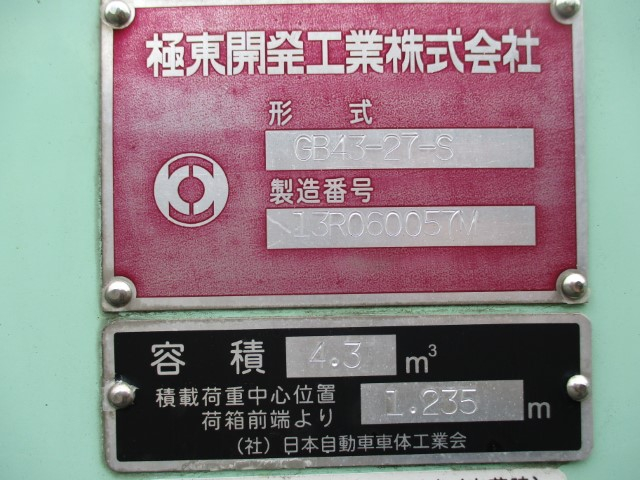 極東開発工業株式会社
形 式
GB43-27-S
製造番号
13R060057M
容 積 4.3 m³
積載荷重中心位置
荷箱前端より 1.235 m
(社)日本自動車車体工業会